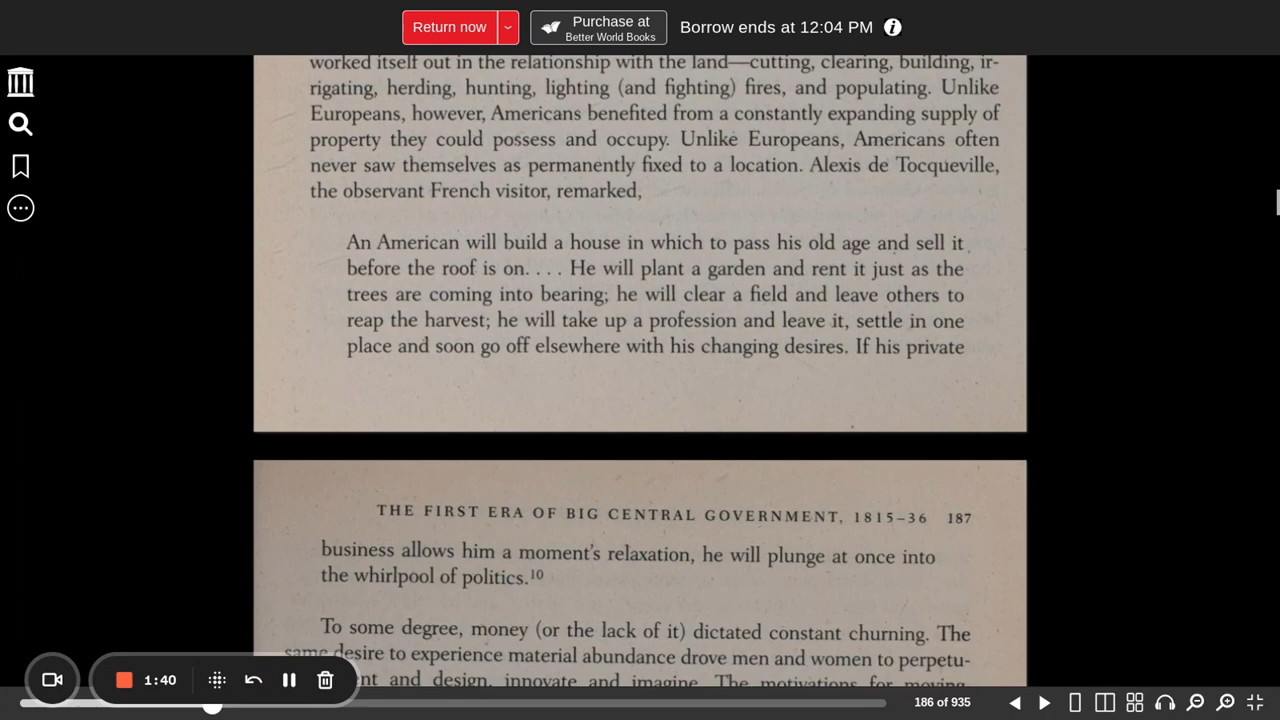 Return now
Purchase at
Better World Books
Borrow ends at 12:04 PM
worked itself out in the relationship with the land—cutting, clearing, building, ir-
rigating, herding, hunting, lighting (and fighting) fires, and populating. Unlike
Europeans, however, Americans benefited from a constantly expanding supply of
property they could possess and occupy. Unlike Europeans, Americans often
never saw themselves as permanently fixed to a location. Alexis de Tocqueville,
the observant French visitor, remarked,
An American will build a house in which to pass his old age and sell it
before the roof is on. . . . He will plant a garden and rent it just as the
trees are coming into bearing; he will clear a field and leave others to
reap the harvest; he will take up a profession and leave it, settle in one
place and soon go off elsewhere with his changing desires. If his private
THE FIRST ERA OF BIG CENTRAL GOVERNMENT, 1815–36 187
business allows him a moment's relaxation, he will plunge at once into
the whirlpool of politics.10
To some degree, money (or the lack of it) dictated constant churning. The
same desire to experience material abundance drove men and women to perpetu-
and design, innovate and imagine. The motivations for moving,
1:40
186 of 935